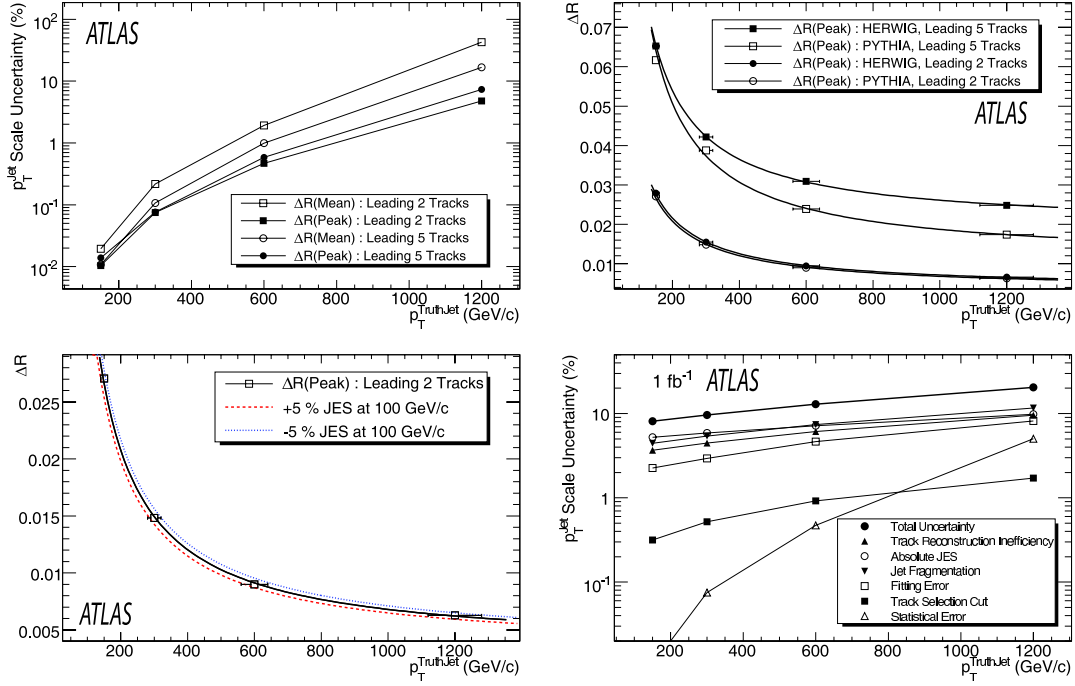 p_T^Jet Scale Uncertainty (%)
10^2
10
1
10^-1
10^-2
ATLAS
ΔR(Mean) : Leading 2 Tracks
ΔR(Peak) : Leading 2 Tracks
ΔR(Mean) : Leading 5 Tracks
ΔR(Peak) : Leading 5 Tracks
200 400 600 800 1000 1200
p_T^TruthJet (GeV/c)
ΔR
0.07
0.06
0.05
0.04
0.03
0.02
0.01
ΔR(Peak) : HERWIG, Leading 5 Tracks
ΔR(Peak) : PYTHIA, Leading 5 Tracks
ΔR(Peak) : HERWIG, Leading 2 Tracks
ΔR(Peak) : PYTHIA, Leading 2 Tracks
ATLAS
200 400 600 800 1000 1200
p_T^TruthJet (GeV/c)
ΔR
0.025
0.02
0.015
0.01
0.005
ΔR(Peak) : Leading 2 Tracks
+5 % JES at 100 GeV/c
-5 % JES at 100 GeV/c
ATLAS
200 400 600 800 1000 1200
p_T^TruthJet (GeV/c)
p_T^Jet Scale Uncertainty (%)
10
1
10^-1
1 fb^-1 ATLAS
Total Uncertainty
Track Reconstruction Inefficiency
Absolute JES
Jet Fragmentation
Fitting Error
Track Selection Cut
Statistical Error
200 400 600 800 1000 1200
p_T^TruthJet (GeV/c)